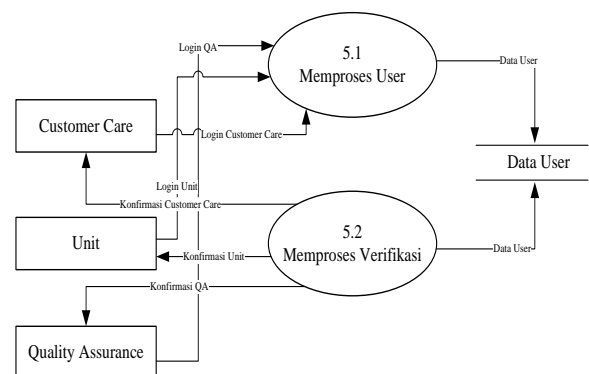 Login QA
5.1
Memproses User
Data User
Customer Care
Login Customer Care
Data User
Login Unit
Konfirmasi Customer Care
Unit
5.2
Memproses Verifikasi
Konfirmasi Unit
Data User
Konfirmasi QA
Quality Assurance